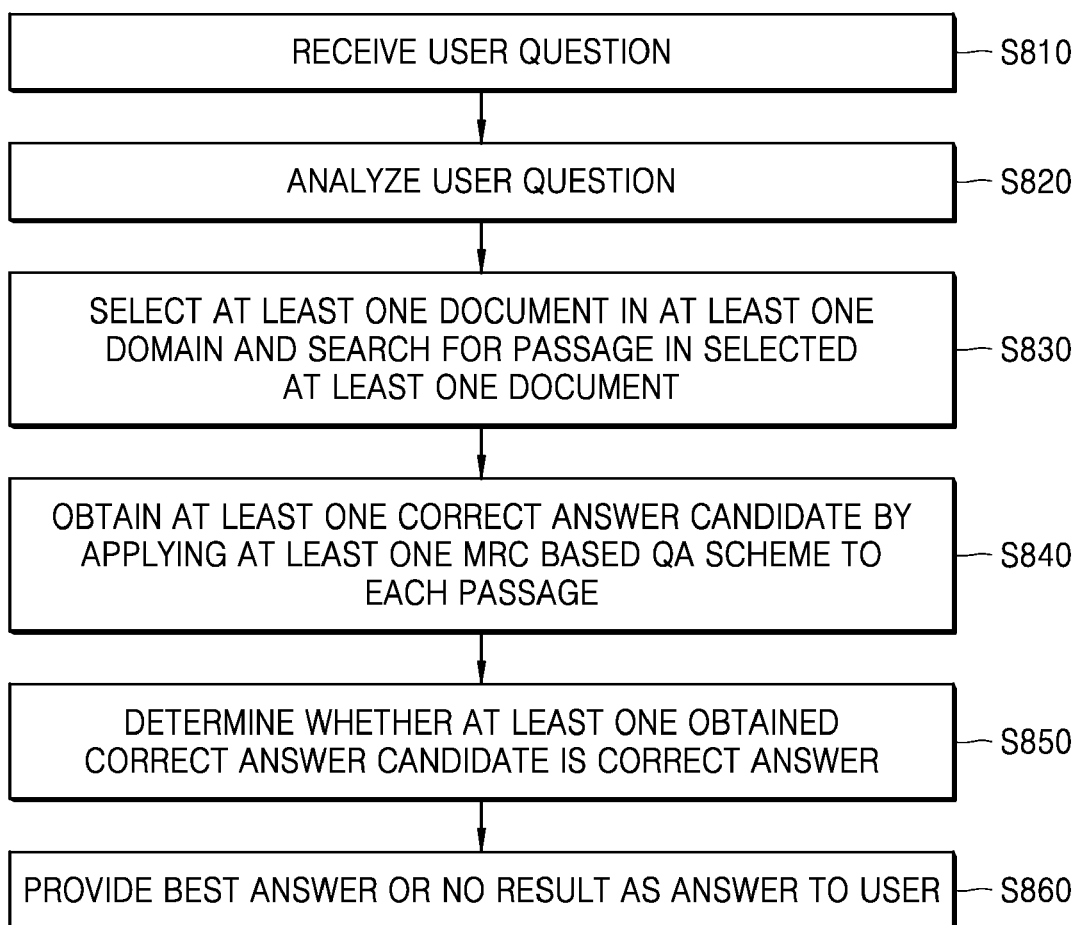 RECEIVE USER QUESTION
S810
ANALYZE USER QUESTION
S820
SELECT AT LEAST ONE DOCUMENT IN AT LEAST ONE
DOMAIN AND SEARCH FOR PASSAGE IN SELECTED
AT LEAST ONE DOCUMENT
S830
OBTAIN AT LEAST ONE CORRECT ANSWER CANDIDATE BY
APPLYING AT LEAST ONE MRC BASED QA SCHEME TO
EACH PASSAGE
S840
DETERMINE WHETHER AT LEAST ONE OBTAINED
CORRECT ANSWER CANDIDATE IS CORRECT ANSWER
S850
PROVIDE BEST ANSWER OR NO RESULT AS ANSWER TO USER
S860